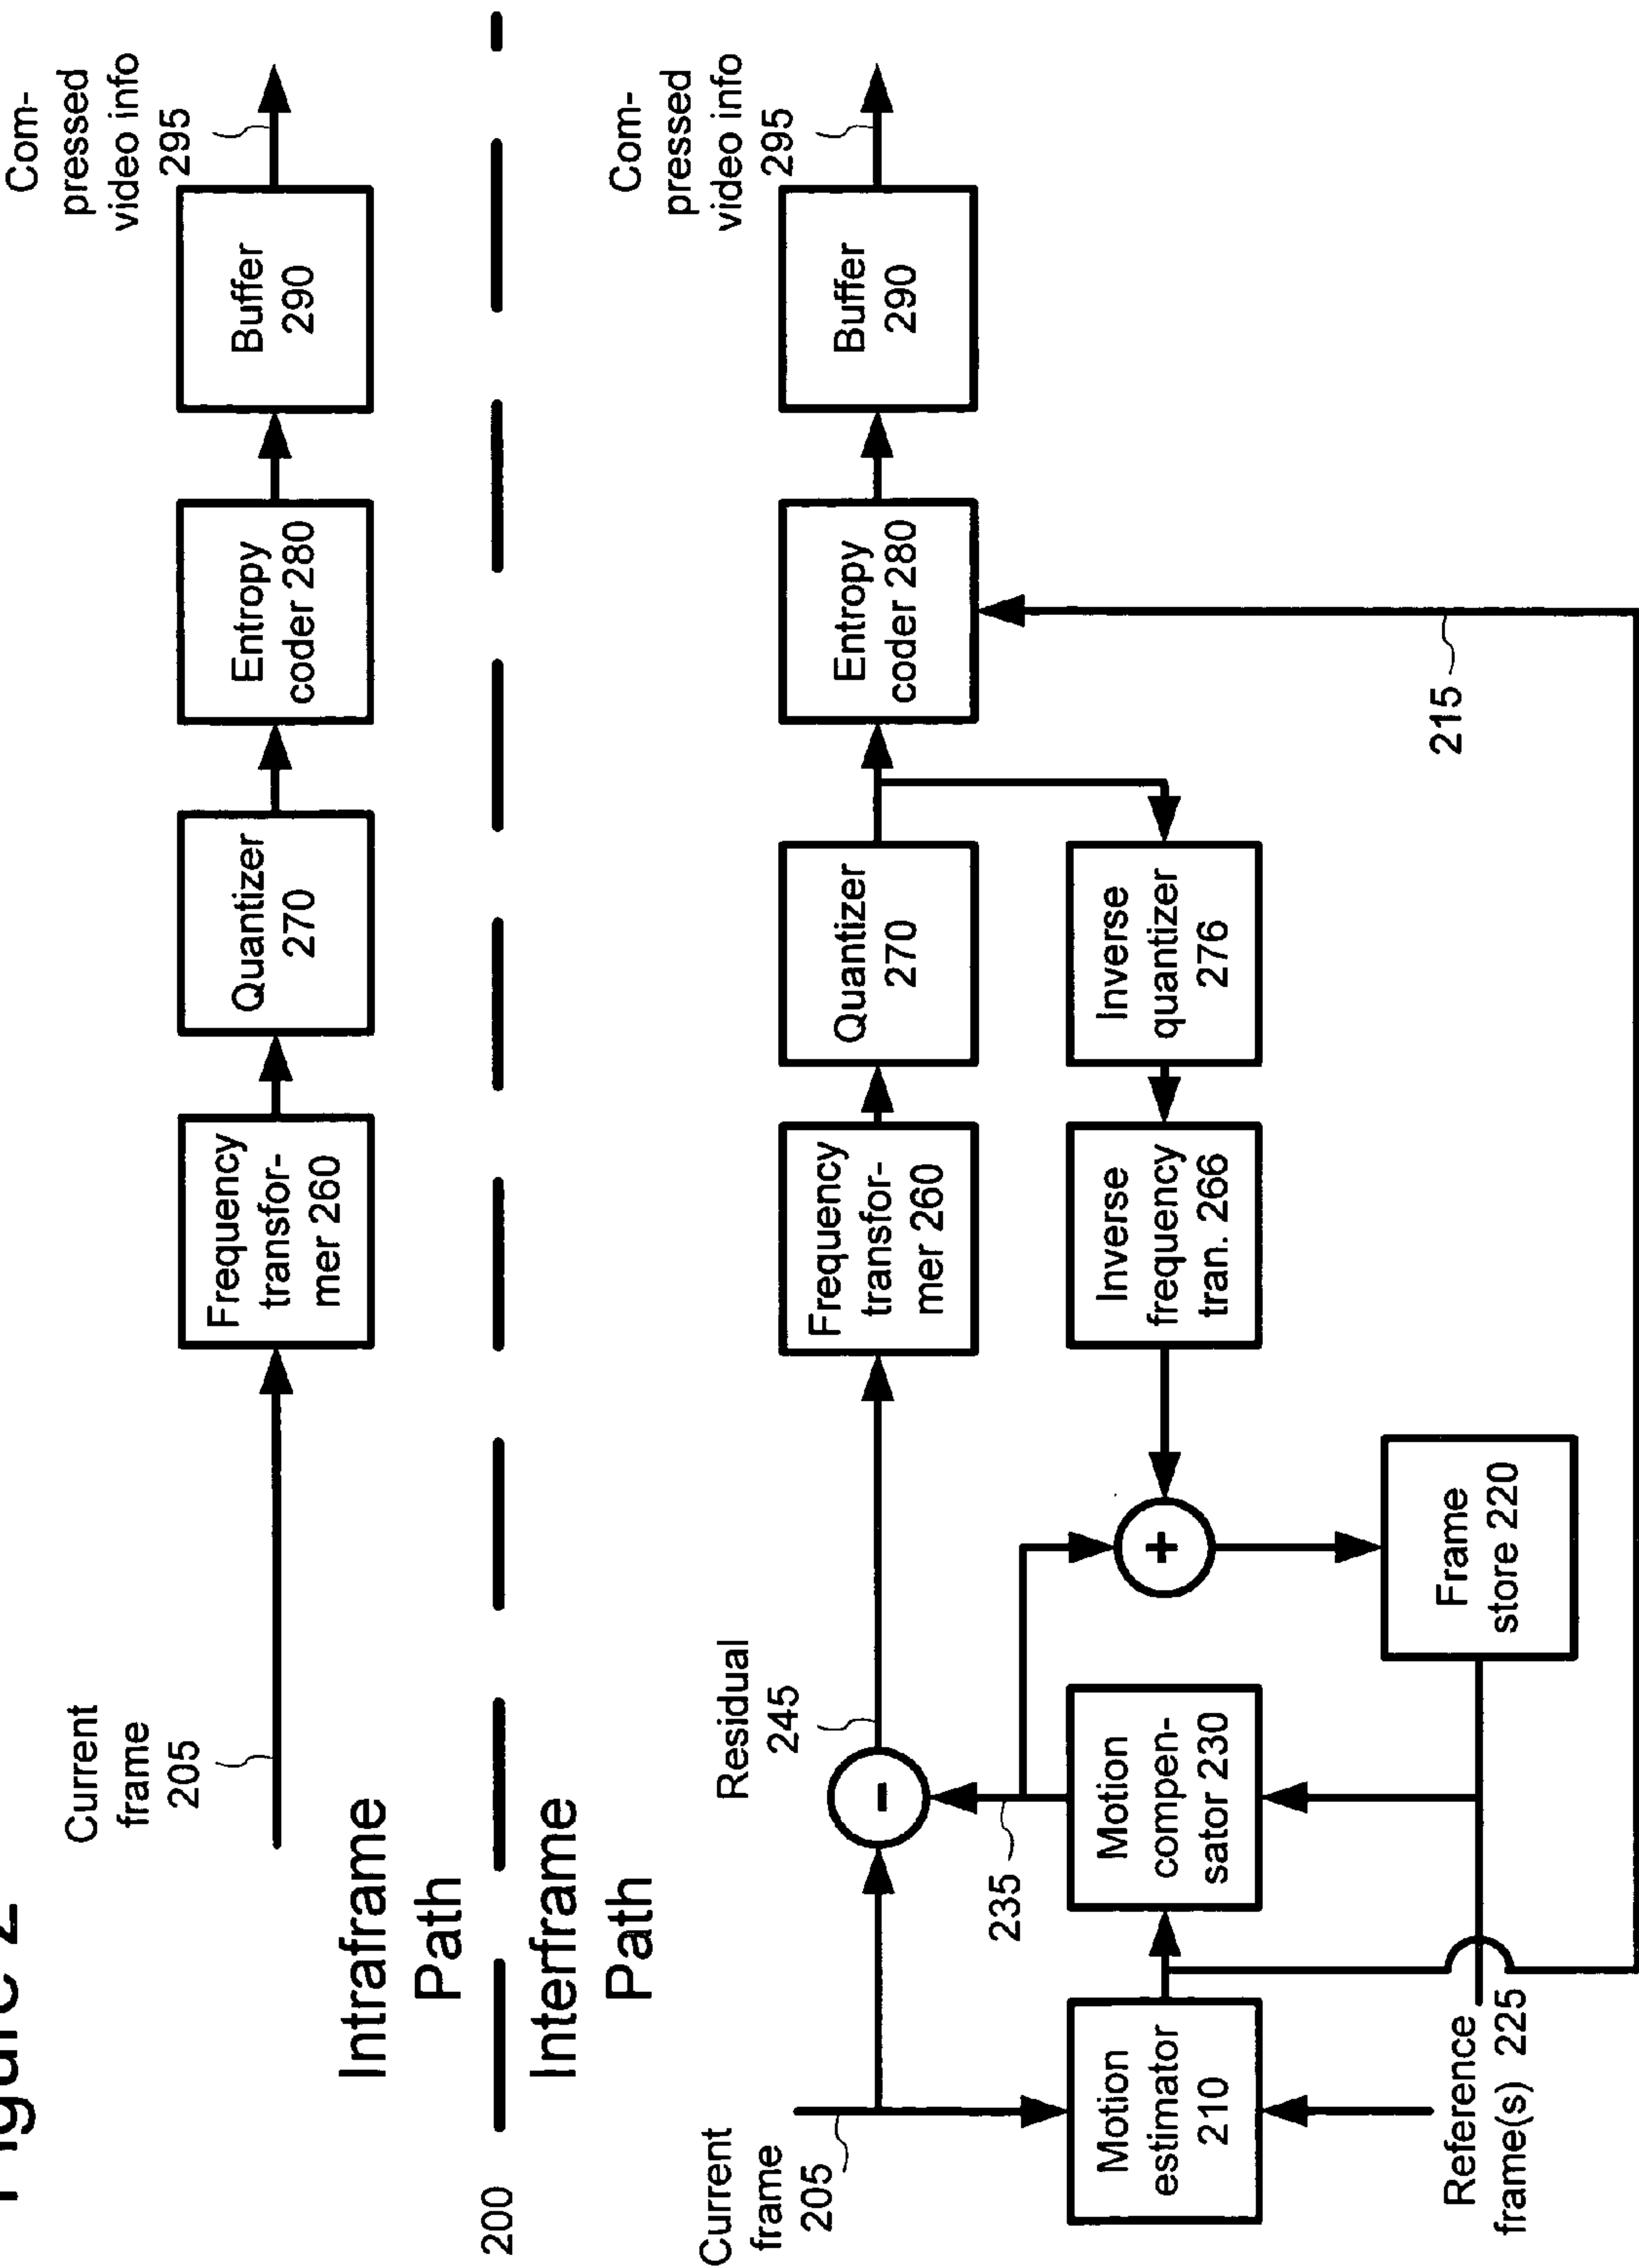 Figure 2
Current
frame
205
Frequency
transfor-
mer 260
Quantizer
270
Entropy
coder 280
Buffer
290
Com-
pressed
video info
295
Intraframe
Path
200
Interframe
Path
Current
frame
205
Residual
245
Frequency
transfor-
mer 260
Quantizer
270
Entropy
coder 280
Buffer
290
Com-
pressed
video info
295
235
Motion
estimator
210
Motion
compen-
sator 230
+
-
Inverse
frequency
tran. 266
Inverse
quantizer
276
Frame
store 220
Reference
frame(s) 225
215